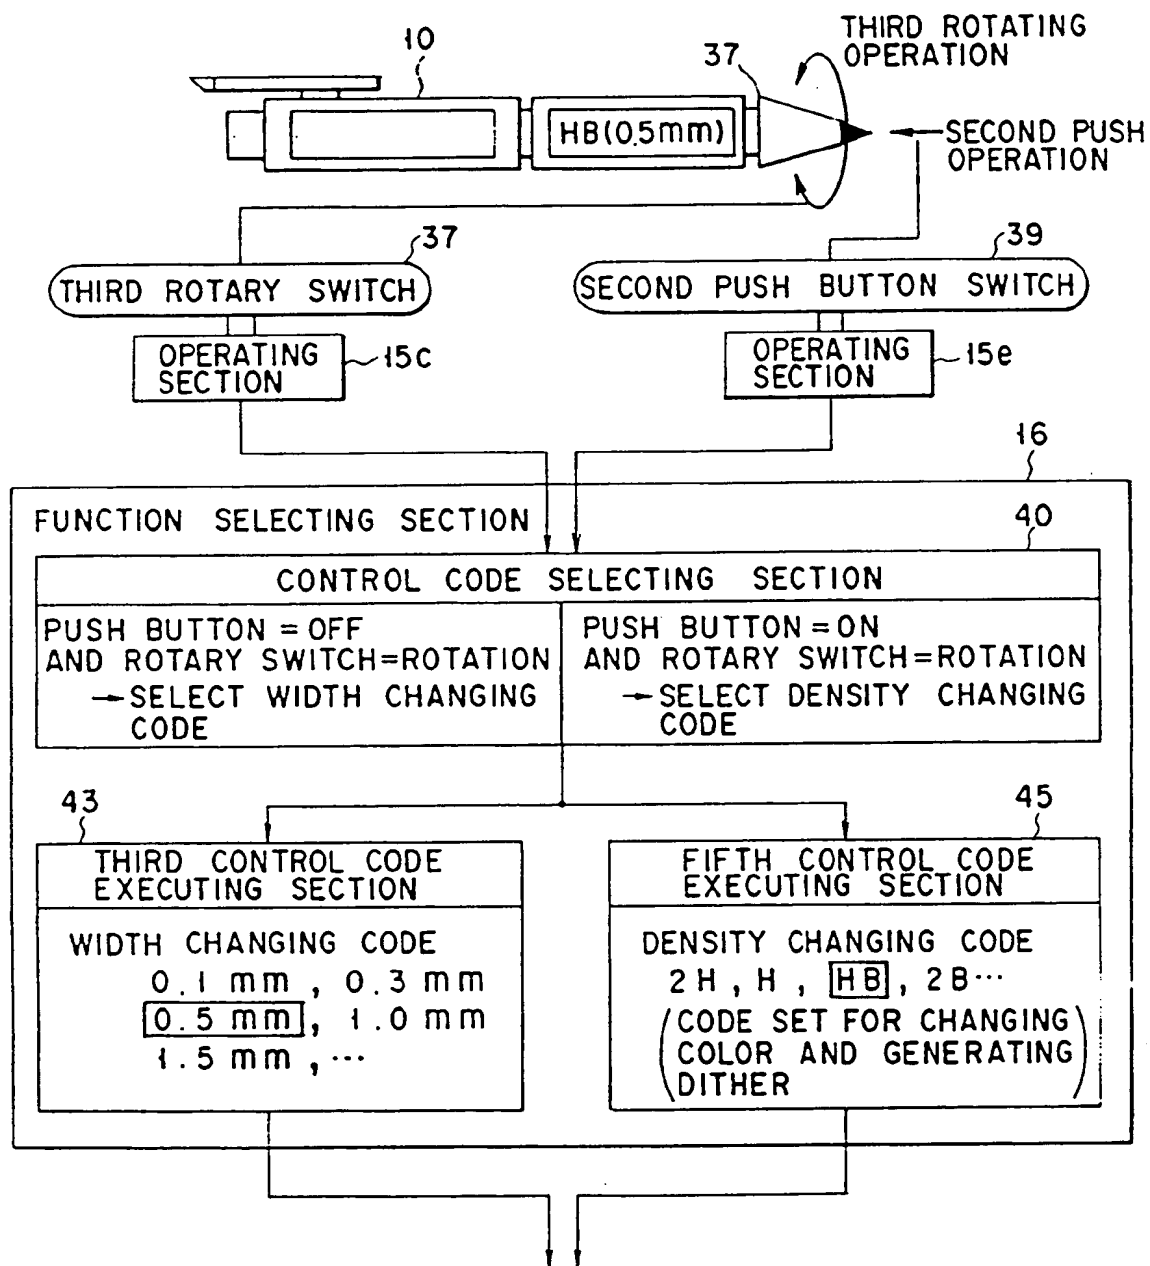 10
37
THIRD ROTATING
OPERATION
HB(0.5mm)
SECOND PUSH
OPERATION
37
39
THIRD ROTARY SWITCH
SECOND PUSH BUTTON SWITCH
OPERATING
SECTION
15c
OPERATING
SECTION
15e
16
FUNCTION SELECTING SECTION
40
CONTROL CODE SELECTING SECTION
PUSH BUTTON = OFF
AND ROTARY SWITCH=ROTATION
→ SELECT WIDTH CHANGING
CODE
PUSH BUTTON = ON
AND ROTARY SWITCH=ROTATION
→ SELECT DENSITY CHANGING
CODE
43
THIRD CONTROL CODE
EXECUTING SECTION
WIDTH CHANGING CODE
0.1 mm , 0.3 mm
0.5 mm , 1.0 mm
1.5 mm , ...
45
FIFTH CONTROL CODE
EXECUTING SECTION
DENSITY CHANGING CODE
2H , H , HB , 2B...
(CODE SET FOR CHANGING
COLOR AND GENERATING
DITHER)